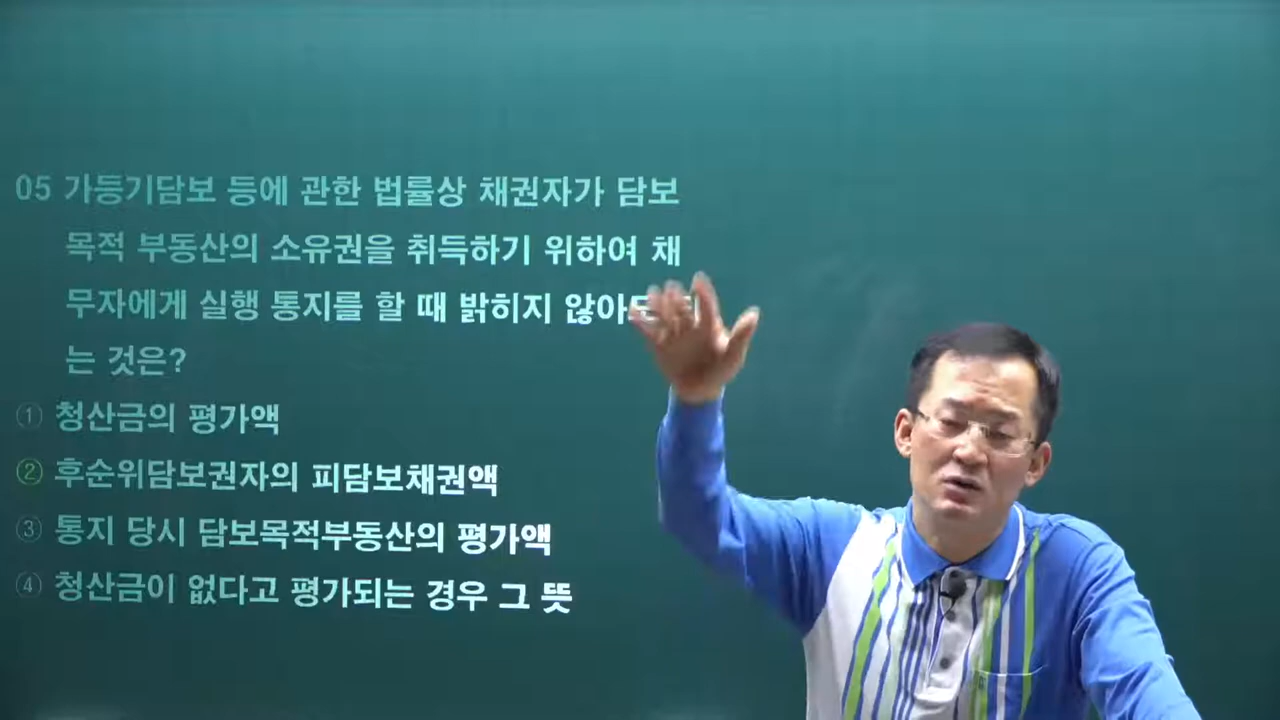 05 가등기담보 등에 관한 법률상 채권자가 담보
목적 부동산의 소유권을 취득하기 위하여 채
무자에게 실행 통지를 할 때 밝히지 않아
는 것은?
① 청산금의 평가액
② 후순위담보권자의 피담보채권액
③ 통지 당시 담보목적부동산의 평가액
④ 청산금이 없다고 평가되는 경우 그 뜻